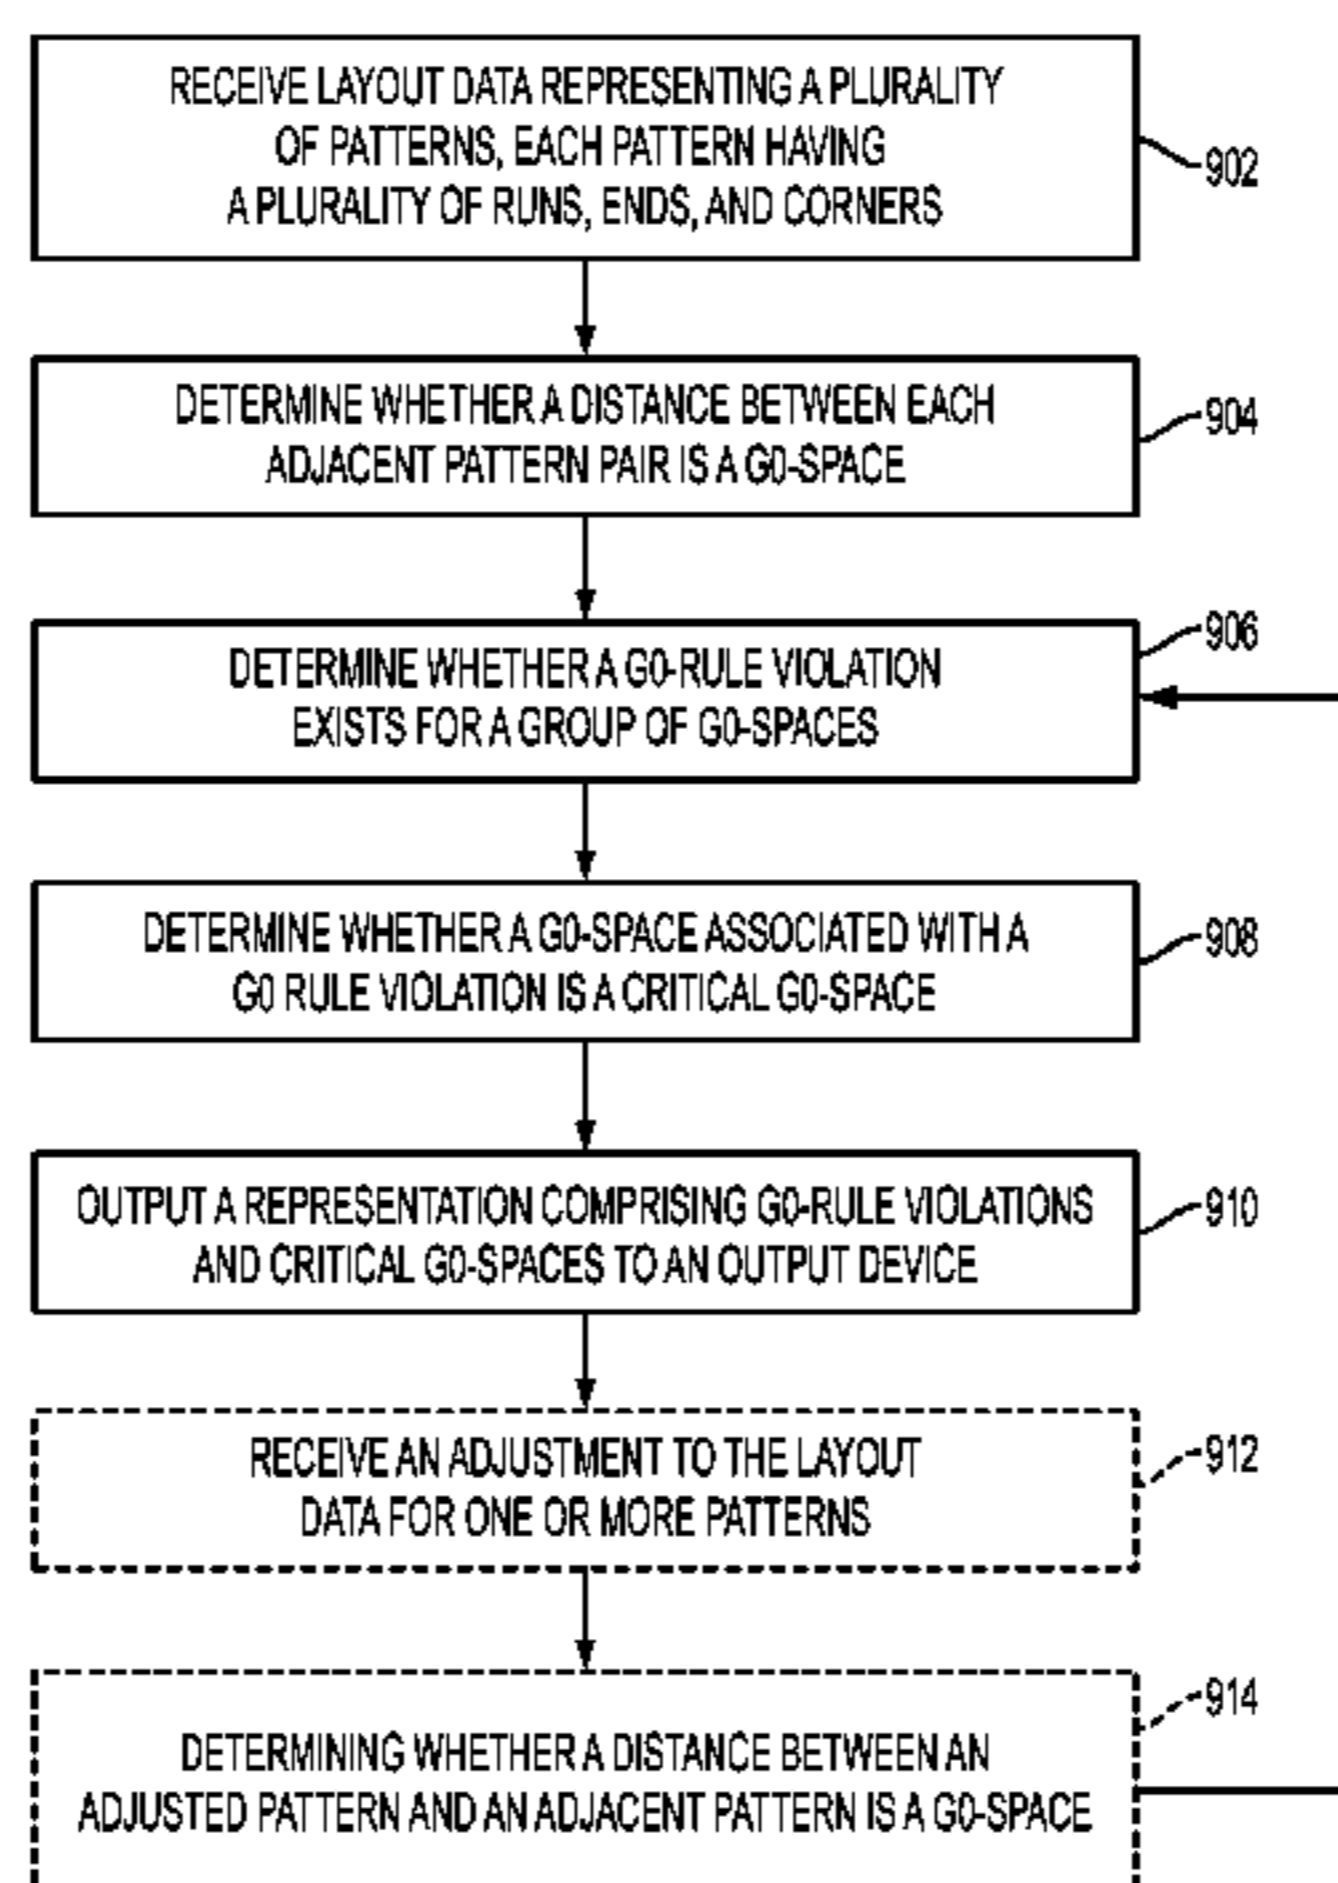 RECEIVE LAYOUT DATA REPRESENTING A PLURALITY
OF PATTERNS, EACH PATTERN HAVING
A PLURALITY OF RUNS, ENDS, AND CORNERS
902
DETERMINE WHETHER A DISTANCE BETWEEN EACH
ADJACENT PATTERN PAIR IS A G0-SPACE
904
DETERMINE WHETHER A G0-RULE VIOLATION
EXISTS FOR A GROUP OF G0-SPACES
906
DETERMINE WHETHER A G0-SPACE ASSOCIATED WITH A
G0 RULE VIOLATION IS A CRITICAL G0-SPACE
908
OUTPUT A REPRESENTATION COMPRISING G0-RULE VIOLATIONS
AND CRITICAL G0-SPACES TO AN OUTPUT DEVICE
910
RECEIVE AN ADJUSTMENT TO THE LAYOUT
DATA FOR ONE OR MORE PATTERNS
912
DETERMINING WHETHER A DISTANCE BETWEEN AN
ADJUSTED PATTERN AND AN ADJACENT PATTERN IS A G0-SPACE
914